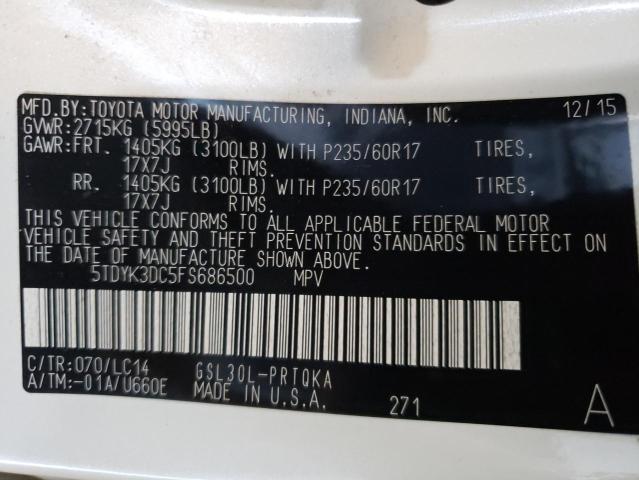 MFD.BY:TOYOTA MOTOR MANUFACTURING, INDIANA, INC. 12/15
GVWR:2715KG (5995LB)
GAWR:FRT. 1405KG (3100LB) WITH P235/60R17 TIRES,
17X7J RIMS.
RR. 1405KG (3100LB) WITH P235/60R17 TIRES,
17X7J RIMS.
THIS VEHICLE CONFORMS TO ALL APPLICABLE FEDERAL MOTOR
VEHICLE SAFETY AND THEFT PREVENTION STANDARDS IN EFFECT ON
THE DATE OF MANUFACTURE SHOWN ABOVE.
5TDYK3DC5FS686500 MPV
C/TR:070/LC14 GSL30L-PRTQKA
A/TM:-01A/U660E MADE IN U.S.A. 271 A